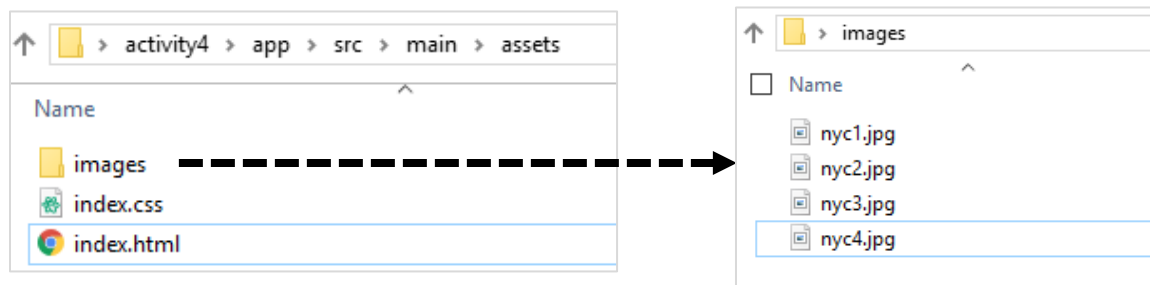 activity4 > app > src > main > assets
Name
images
index.css
index.html
images
Name
nyc1.jpg
nyc2.jpg
nyc3.jpg
nyc4.jpg